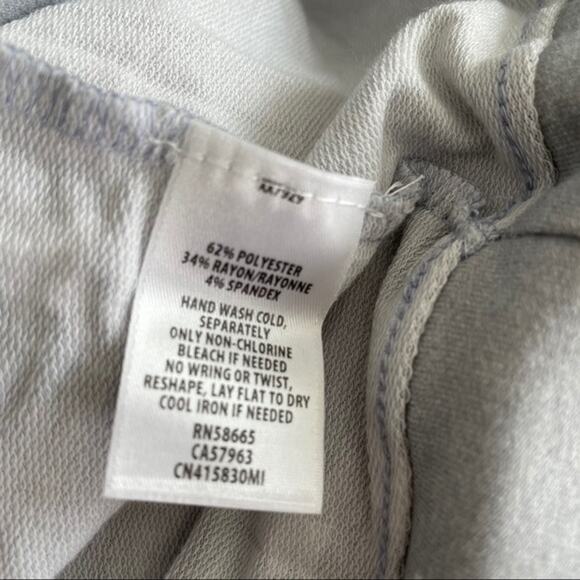 62% POLYESTER
34% RAYON/RAYONNE
4% SPANDEX
HAND WASH COLD,
SEPARATELY
ONLY NON-CHLORINE
BLEACH IF NEEDED
NO WRING OR TWIST,
RESHAPE, LAY FLAT TO DRY
COOL IRON IF NEEDED
RN58665
CA57963
CN415830MI